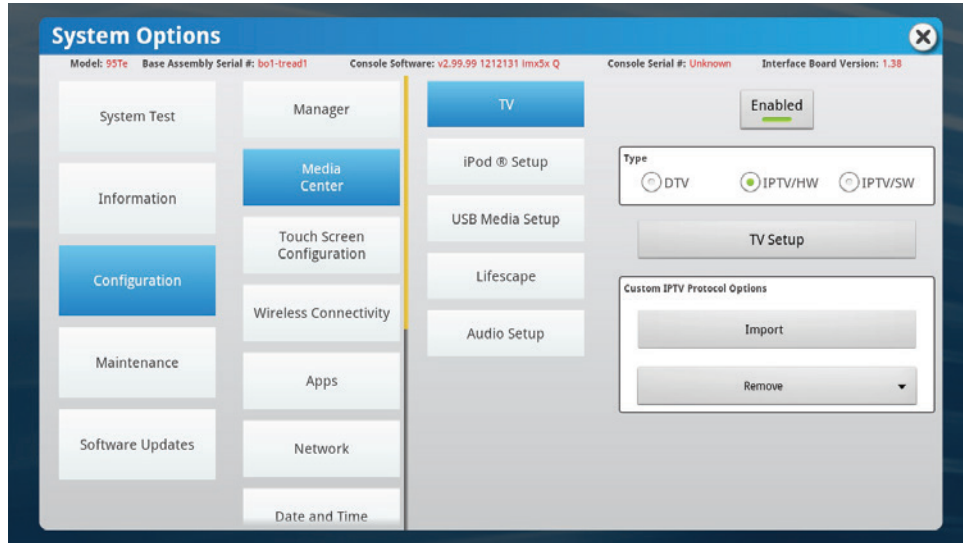 System Options
Model: 95Te Base Assembly Serial #: bo1-tread1 Console Software: v2.99.99 1212131 imx5x Q Console Serial #: Unknown Interface Board Version: 1.38
System Test
Information
Configuration
Maintenance
Software Updates
Manager
Media
Center
Touch Screen
Configuration
Wireless Connectivity
Apps
Network
Date and Time
TV
iPod ® Setup
USB Media Setup
Lifescape
Audio Setup
Enabled
Type
DTV IPTV/HW IPTV/SW
TV Setup
Custom IPTV Protocol Options
Import
Remove